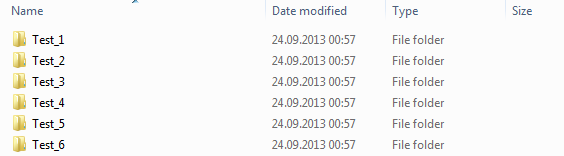 Name Date modified Type Size
Test_1 24.09.2013 00:57 File folder
Test_2 24.09.2013 00:57 File folder
Test_3 24.09.2013 00:57 File folder
Test_4 24.09.2013 00:57 File folder
Test_5 24.09.2013 00:57 File folder
Test_6 24.09.2013 00:57 File folder